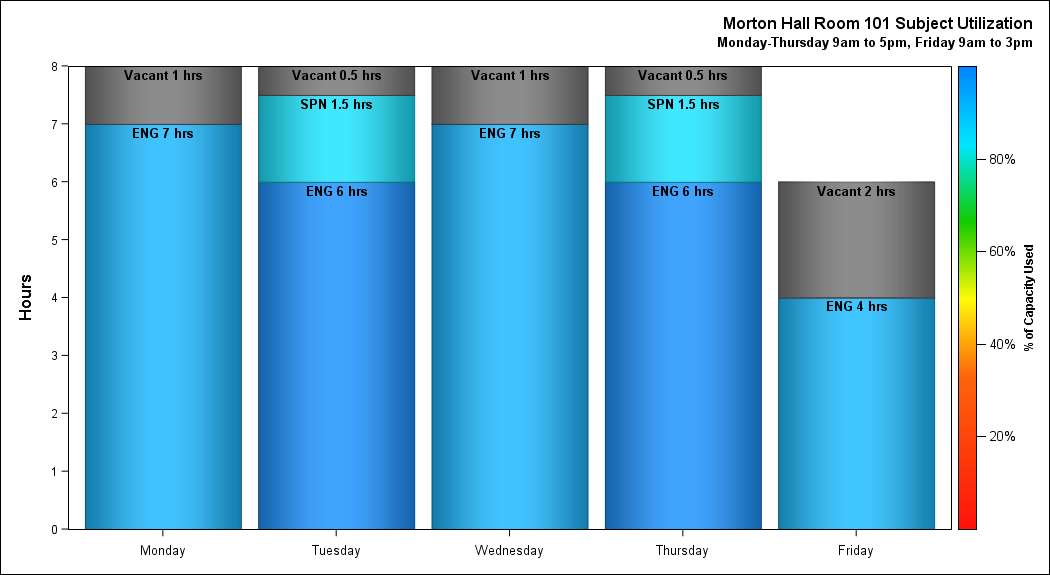 Morton Hall Room 101 Subject Utilization
Monday-Thursday 9am to 5pm, Friday 9am to 3pm
8
7
6
5
4
3
2
1
0
Hours
Vacant 1 hrs
ENG 7 hrs
Vacant 0.5 hrs
SPN 1.5 hrs
ENG 6 hrs
Vacant 1 hrs
ENG 7 hrs
Vacant 0.5 hrs
SPN 1.5 hrs
ENG 6 hrs
Vacant 2 hrs
ENG 4 hrs
Monday
Tuesday
Wednesday
Thursday
Friday
80%
60%
40%
20%
% of Capacity Used